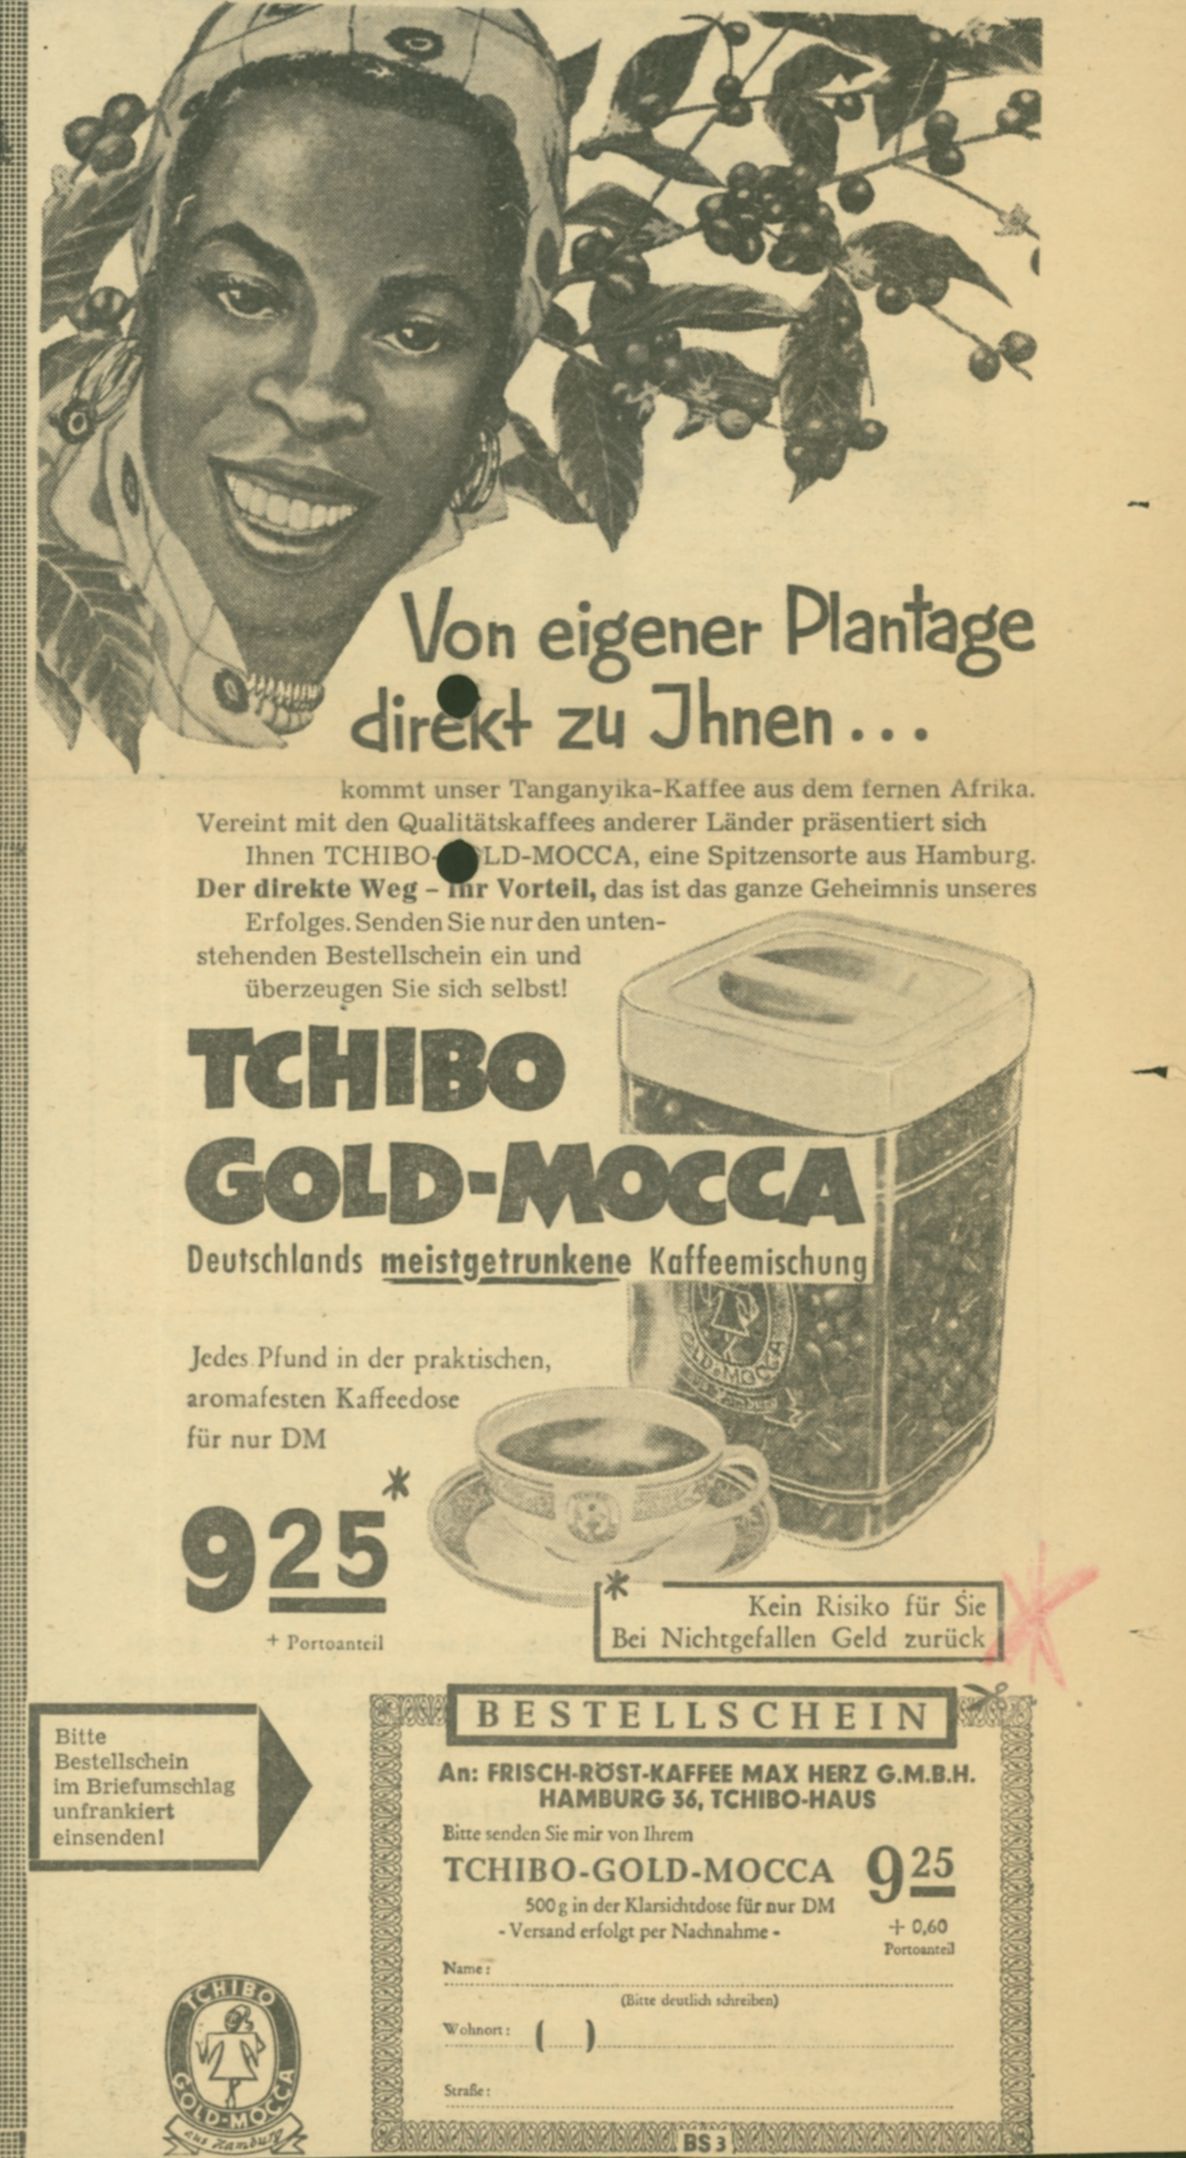 Von eigener Plantage
direkt zu Ihnen...
kommt unser Tanganyika-Kaffee aus dem fernen Afrika.
Vereint mit den Qualitätskaffees anderer Länder präsentiert sich
Ihnen TCHIBO- LD-MOCCA, eine Spitzensorte aus Hamburg.
Der direkte Weg – Ihr Vorteil, das ist das ganze Geheimnis unseres
Erfolges. Senden Sie nur den unten-
stehenden Bestellschein ein und
überzeugen Sie sich selbst!
TCHIBO
GOLD-MOCCA
Deutschlands meistgetrunkene Kaffeemischung
GOLD-MOCCA
Jedes Pfund in der praktischen,
aromafesten Kaffeedose
für nur DM
925*
+ Portoanteil
* Kein Risiko für Sie
Bei Nichtgefallen Geld zurück
Bitte
Bestellschein
im Briefumschlag
unfrankiert
einsenden!
BESTELLSCHEIN
An: FRISCH-RÖST-KAFFEE MAX HERZ G.M.B.H.
HAMBURG 36, TCHIBO-HAUS
Bitte senden Sie mir von Ihrem
TCHIBO-GOLD-MOCCA 925
500 g in der Klarsichtdose für nur DM
- Versand erfolgt per Nachnahme -
+ 0,60
Portoanteil
Name:
(Bitte deutlich schreiben)
Wohnort: ( )
Straße:
BS 3
TCHIBO
GOLD-MOCCA
aus Hamburg